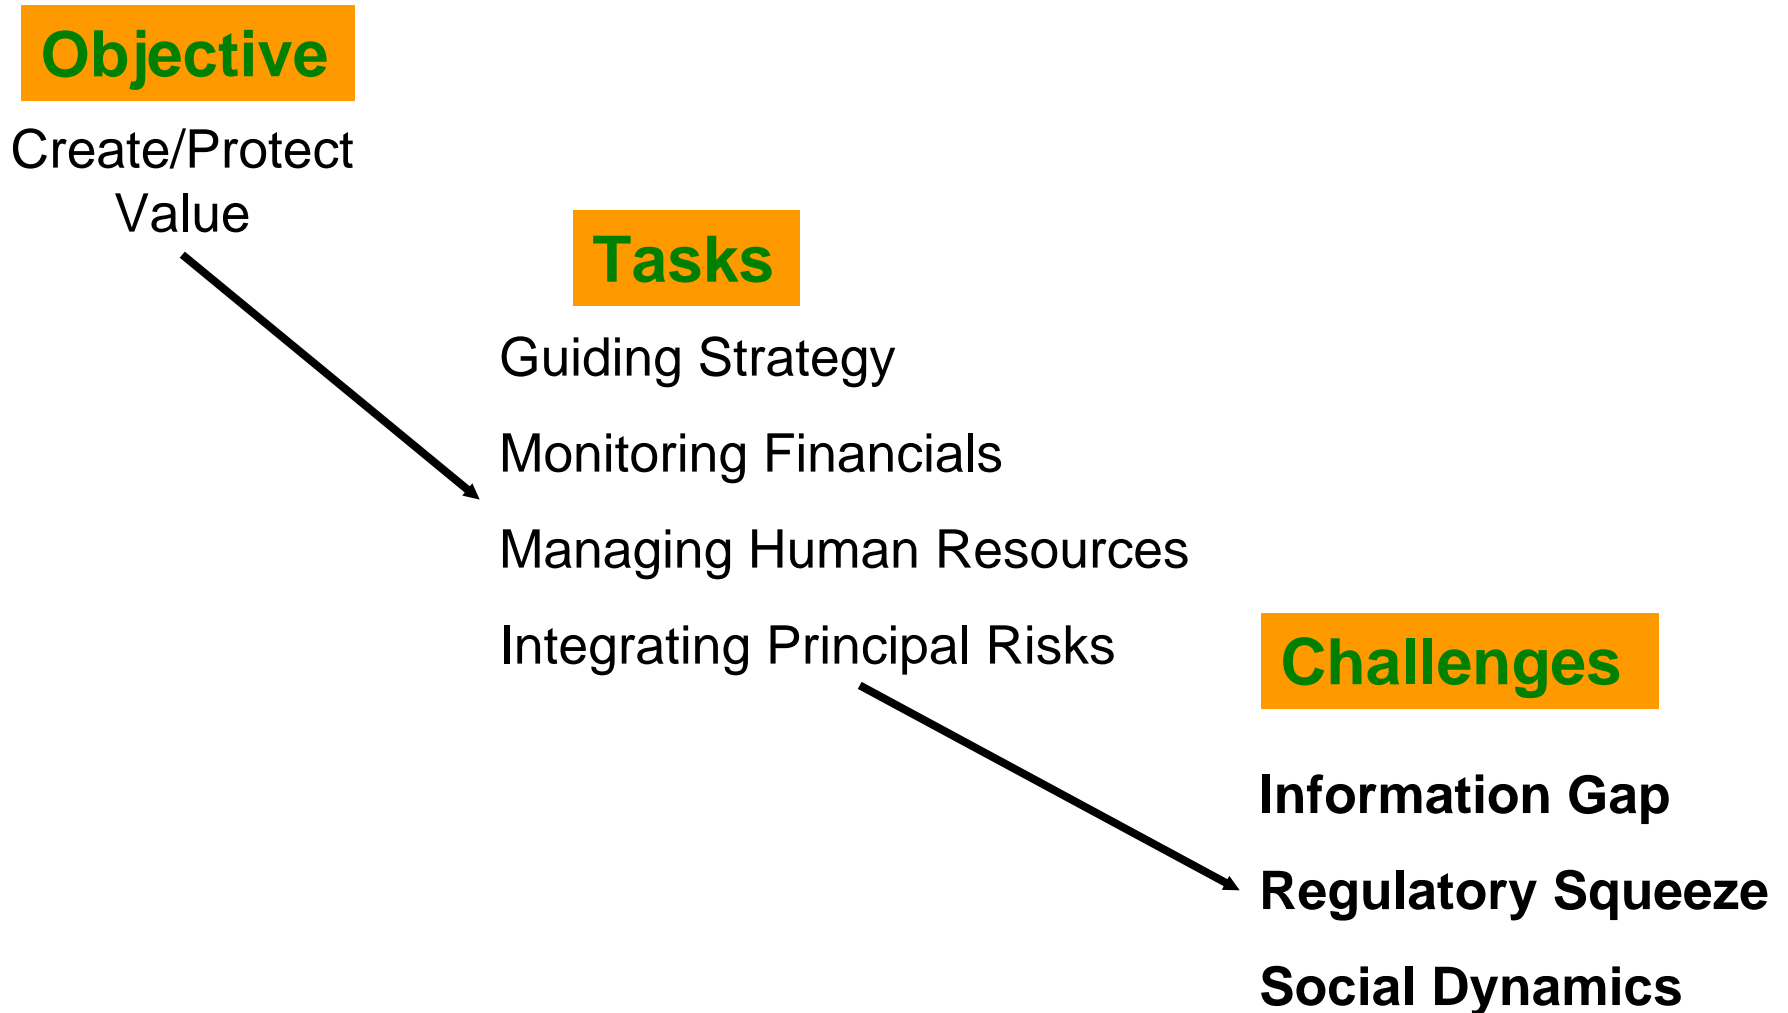 Objective
Create/Protect
Value
Tasks
Guiding Strategy
Monitoring Financials
Managing Human Resources
Integrating Principal Risks
Challenges
Information Gap
Regulatory Squeeze
Social Dynamics